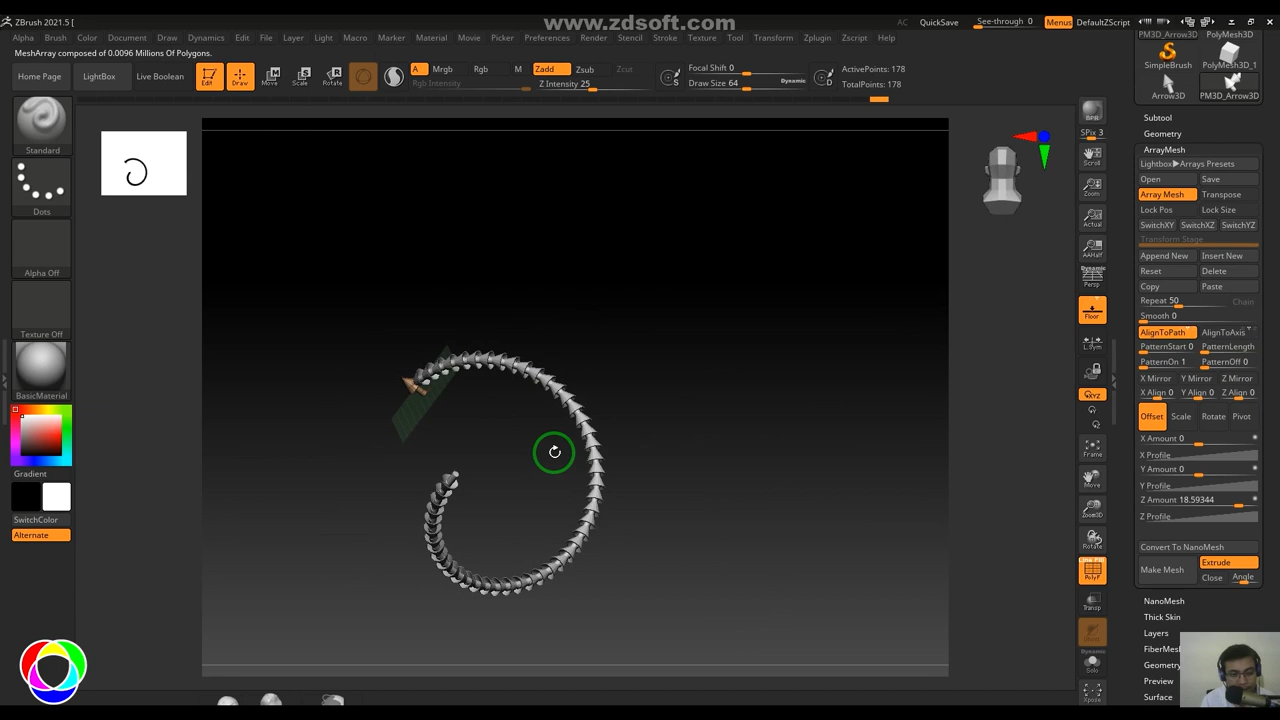 www.zdsoft.com
ZBrush 2021.5 [
AC QuickSave See-through 0 Menus DefaultZScript
Alpha Brush Color Document Draw Dynamics Edit File Layer Light Macro Marker Material Movie Picker Preferences Render Stencil Stroke Texture Tool Transform Zplugin Zscript Help
MeshArray composed of 0.0096 Millions Of Polygons.
Home Page LightBox Live Boolean Edit Draw Move Scale Rotate
A Mrgb Rgb M Zadd Zsub Zcut
Rgb Intensity Z Intensity 25
Focal Shift 0
Draw Size 64 Dynamic
S D
ActivePoints: 178
TotalPoints: 178
Standard
Dots
Alpha Off
Texture Off
BasicMaterial
Gradient
SwitchColor
Alternate
BPR
SPix 3
Scroll
Zoom
Actual
AAHalf
Dynamic
Persp
Floor
L.Sym
Frame
Move
Zoom3D
Rotate
PolyF
Transp
Dynamic
Solo
Xpose
PM3D_Arrow3D PolyMesh3D
SimpleBrush PolyMesh3D_1
Arrow3D PM3D_Arrow3D
Subtool
Geometry
ArrayMesh
Lightbox▶Arrays Presets
Open Save
Array Mesh Transpose
Lock Pos Lock Size
SwitchXY SwitchXZ SwitchYZ
Transform Stage
Append New Insert New
Reset Delete
Copy Paste
Repeat 50 Chain
Smooth 0
AlignToPath AlignToAxis
PatternStart 0 PatternLength
PatternOn 1 PatternOff 0
X Mirror Y Mirror Z Mirror
X Align 0 Y Align 0 Z Align 0
Offset Scale Rotate Pivot
X Amount 0
X Profile
Y Amount 0
Y Profile
Z Amount 18.59344
Z Profile
Convert To NanoMesh
Make Mesh Extrude
Close Angle
NanoMesh
Thick Skin
Layers
FiberMesh
Geometry
Preview
Surface